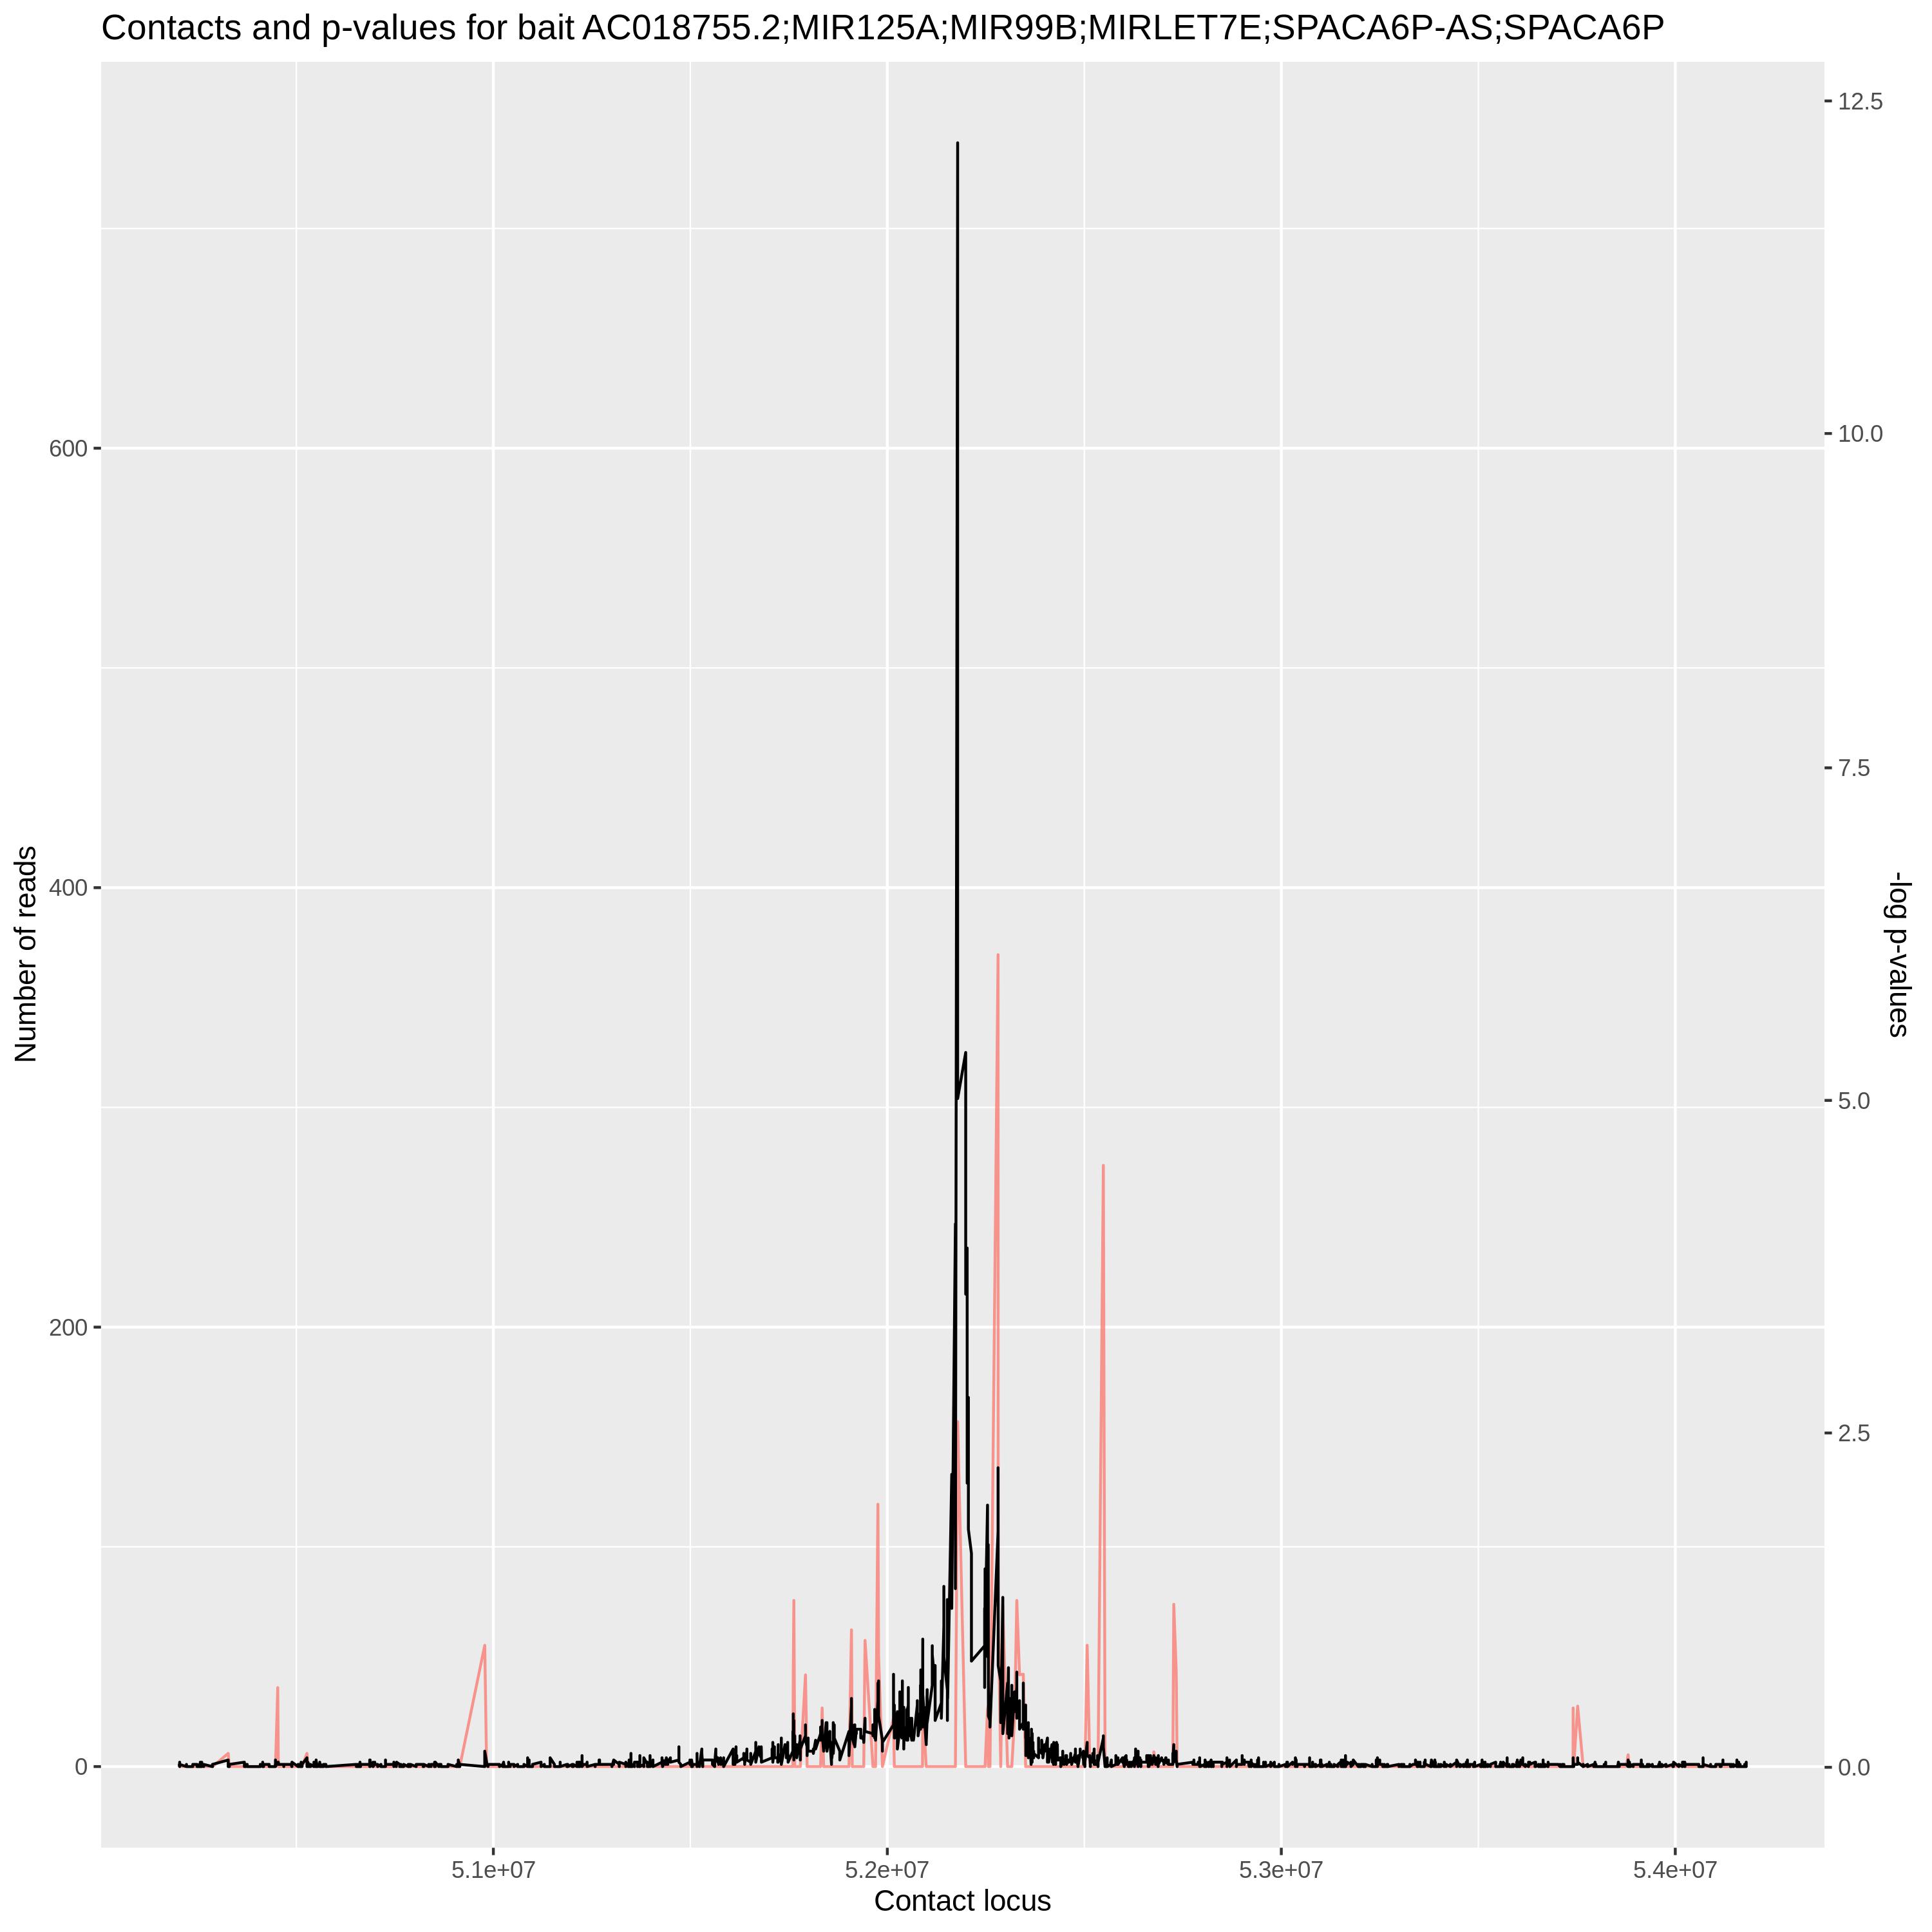 Contacts and p-values for bait AC018755.2;MIR125A;MIR99B;MIRLET7E;SPACA6P-AS;SPACA6P
12.5
10.0
7.5
5.0
2.5
0.0
-log p-values
600
400
200
0
Number of reads
5.1e+07
5.2e+07
5.3e+07
5.4e+07
Contact locus